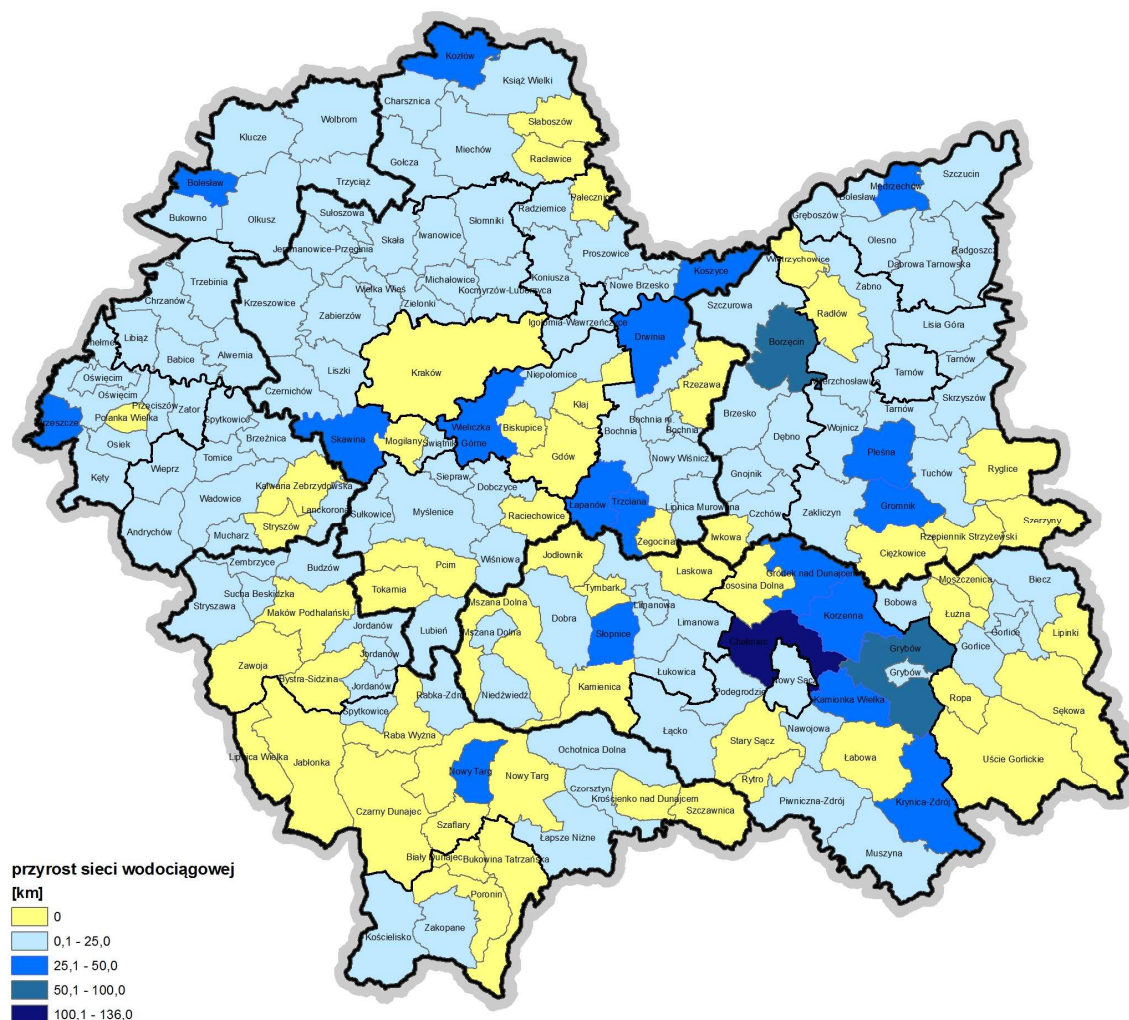 Kozłów
Książ Wielki
Charsznica
Wolbrom
Słaboszów
Klucze
Miechów
Racławice
Gołcza
Szczucin
Trzyciąż
Bolesław
Mędrzechów
Bolesław
Radziemice
Bukowno
Olkusz
Sułoszowa
Słomniki
Gręboszów
Skała
Iwanowice
Olesno
Jerzmanowice-Przeginia
Proszowice
Radgoszcz
Dąbrowa Tarnowska
Trzebinia
Michałowice
Koniusza
Koszyce
Wietrzychowice
Wielka Wieś
Nowe Brzesko
Żabno
Chrzanów
Krzeszowice
Zielonki
Kocmyrzów-Luborzyca
Szczurowa
Zabierzów
Radłów
Igołomia-Wawrzeńczyce
Lisia Góra
Libiąż
Drwinia
Borzęcin
Babice
Alwernia
Liszki
Tarnów
Kraków
Niepołomice
Tarnów
Oświęcim
Czernichów
Rzezawa
Skrzyszów
Oświęcim
Przeciszów
Zator
Kłaj
Brzesko
Tarnów
Polanka Wielka
Spytkowice
Wieliczka
Biskupice
Wojnicz
Skawina
Mogilany
Bochnia
Dębno
Osiek
Brzeźnica
Górne
Gdów
Pleśna
Wieprz
Tomice
Nowy Wiśnicz
Ryglice
Kęty
Siepraw
Gnojnik
Tuchów
Kalwaria Zebrzydowska
Dobczyce
Wadowice
Łapanów
Trzciana
Zakliczyn
Gromnik
Lanckorona
Sułkowice
Myślenice
Lipnica Murowana
Andrychów
Stryszów
Raciechowice
Czchów
Szerzyny
Mucharz
Żegocina
Iwkowa
Rzepiennik Strzyżewski
Zembrzyce
Wiśniowa
Jodłownik
Ciężkowice
Budzów
Pcim
Laskowa
Gródek nad Dunajcem
Moszczenica
Biecz
Sucha Beskidzka
Tokarnia
Tymbark
Łososina Dolna
Stryszawa
Mszana Dolna
Bobowa
Łużna
Maków Podhalański
Limanowa
Korzenna
Dobra
Słopnice
Limanowa
Jordanów
Lubień
Mszana Dolna
Gorlice
Lipinki
Chełmiec
Grybów
Gorlice
Jordanów
Zawoja
Łukowica
Grybów
Bystra-Sidzina
Nowy Sącz
Jordanów
Rabka-Zdrój
Niedźwiedź
Kamienica
Podegrodzie
Kamionka Wielka
Sękowa
Ropa
Spytkowice
Nawojowa
Raba Wyżna
Łącko
Stary Sącz
Ochotnica Dolna
Lipnica Wielka
Jabłonka
Łabowa
Uście Gorlickie
Nowy Targ
Nowy Targ
Rytro
Krynica-Zdrój
Czorsztyn
Piwniczna-Zdrój
Krościenko nad Dunajcem
Czarny Dunajec
Szczawnica
Szaflary
Łapsze Niżne
Muszyna
Biały Dunajec
Bukowina Tatrzańska
Poronin
Zakopane
Kościelisko
przyrost sieci wodociągowej
[km]
0
0,1 - 25,0
25,1 - 50,0
50,1 - 100,0
100,1 - 136,0